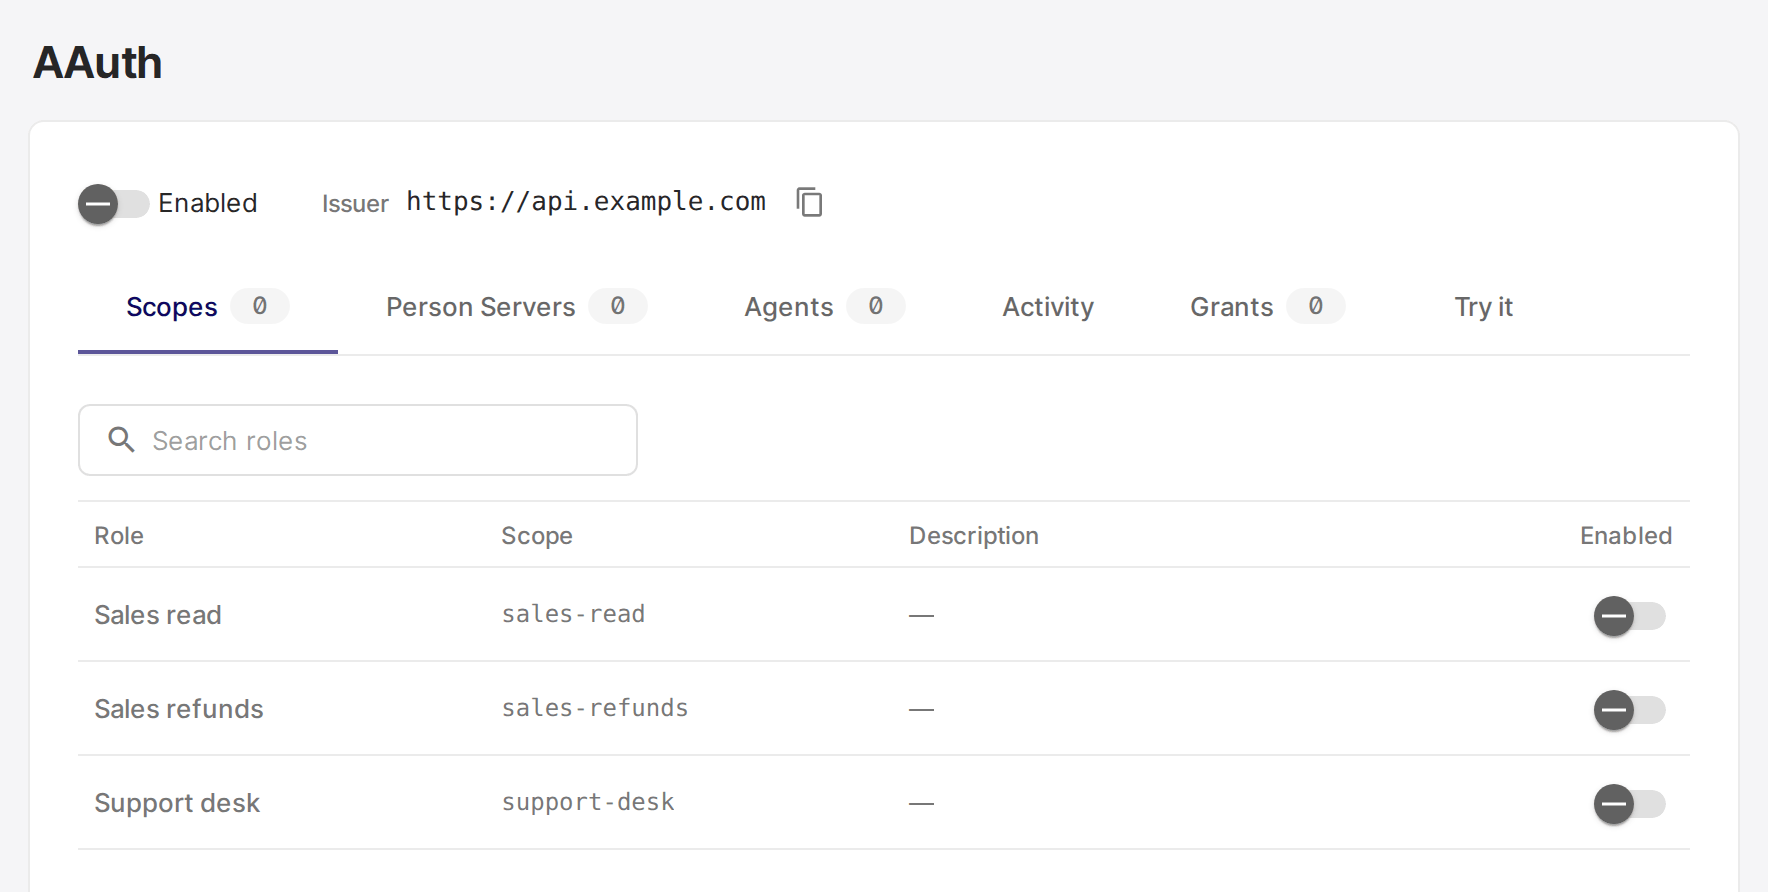 AAuth
Enabled Issuer https://api.example.com
Scopes 0 Person Servers 0 Agents 0 Activity Grants 0 Try it
Search roles
Role Scope Description Enabled
Sales read sales-read —
Sales refunds sales-refunds —
Support desk support-desk —